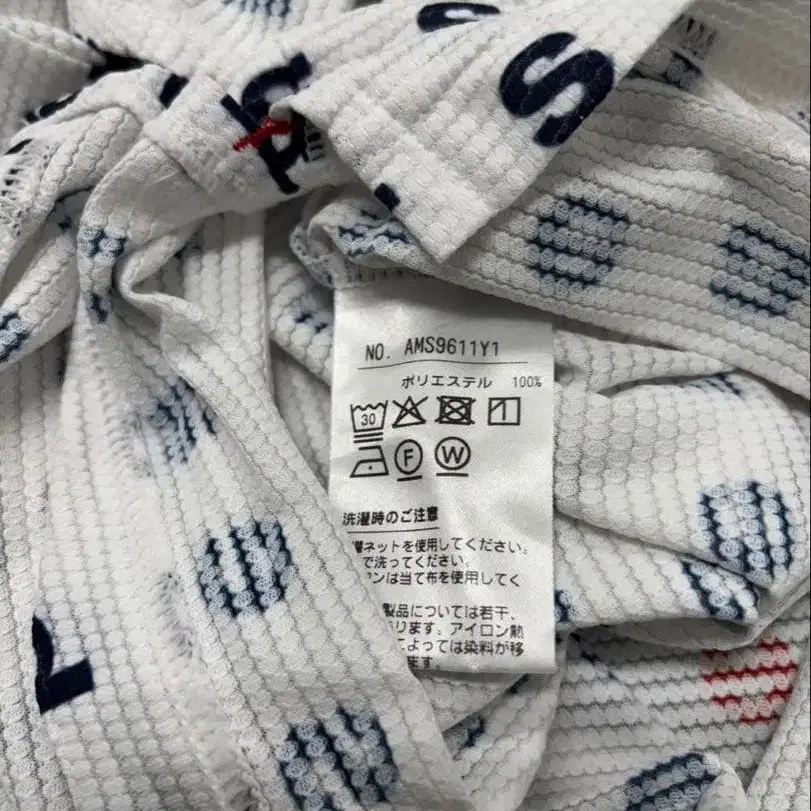 S
NO. AMS9611Y1
ポリエステル 100%
30
F W
洗濯時のご注意
ネットを使用してください。
で洗ってください。
ンは当て布を使用してく
製品については若干、
ります。アイロン熱
よっては染料が移
ます。